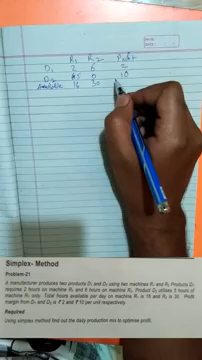 R₁ R₂ Profit
D₁ 2 6 2
D₂ 5 0 10
Available 16 30
Simplex- Method
Problem-21
A manufacturer produces two products D₁ and D₂ using two machines R₁ and R₂ Products D₁
requires 2 hours on machine R₁ and 6 hours on machine R₂. Product D₂ utilises 5 hours of
machine R₁ only. Total hours available per day on machine R₁ is 16 and R₂ is 30. Profit
margin from D₁ and D₂ is ₹ 2 and ₹ 10 per unit respectively.
Required
Using simplex method find out the daily production mix to optimise profit.